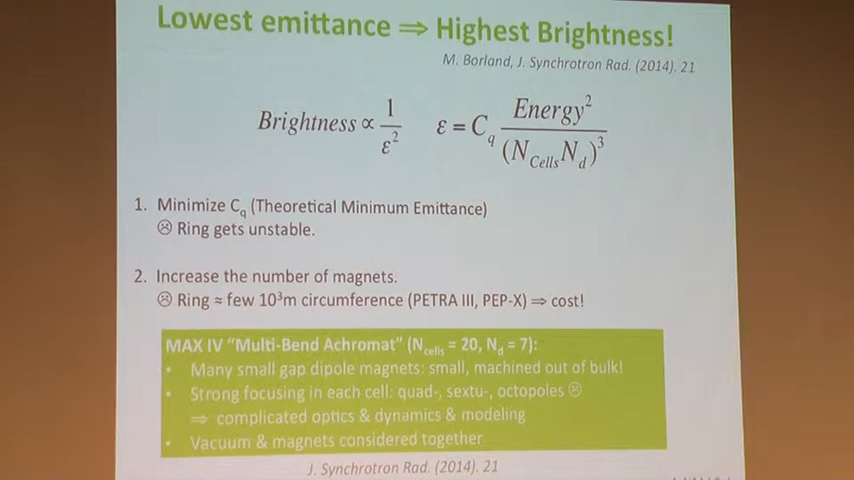 Lowest emittance ⇒ Highest Brightness!
M. Borland, J. Synchrotron Rad. (2014). 21
Brightness ∝ 1/ε² ε = C_q Energy²/(N_Cells N_d)³
1. Minimize C_q (Theoretical Minimum Emittance)
☹ Ring gets unstable.
2. Increase the number of magnets.
☹ Ring ≈ few 10³m circumference (PETRA III, PEP-X) ⇒ cost!
MAX IV "Multi-Bend Achromat" (N_cells = 20, N_d = 7):
• Many small gap dipole magnets: small, machined out of bulk!
• Strong focusing in each cell: quad-, sextu-, octopoles ☹
⇒ complicated optics & dynamics & modeling
• Vacuum & magnets considered together
J. Synchrotron Rad. (2014). 21